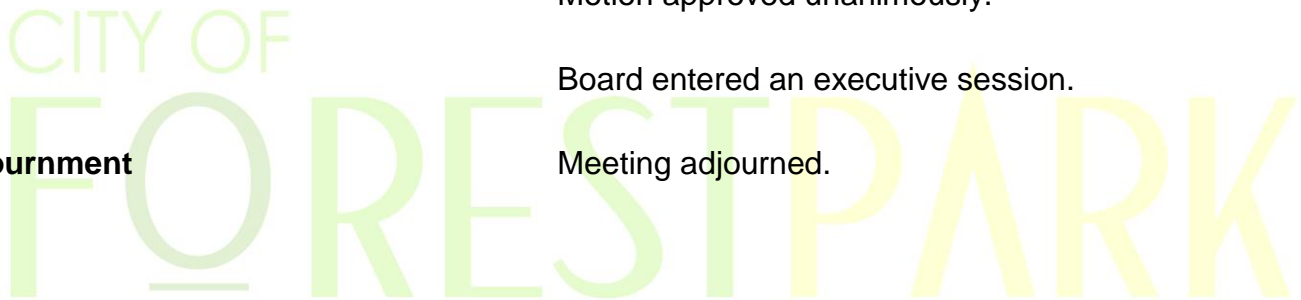 Motion approved unanimously.
CITY OF
Board entered an executive session.
FORESTPARK
ournment Meeting adjourned.